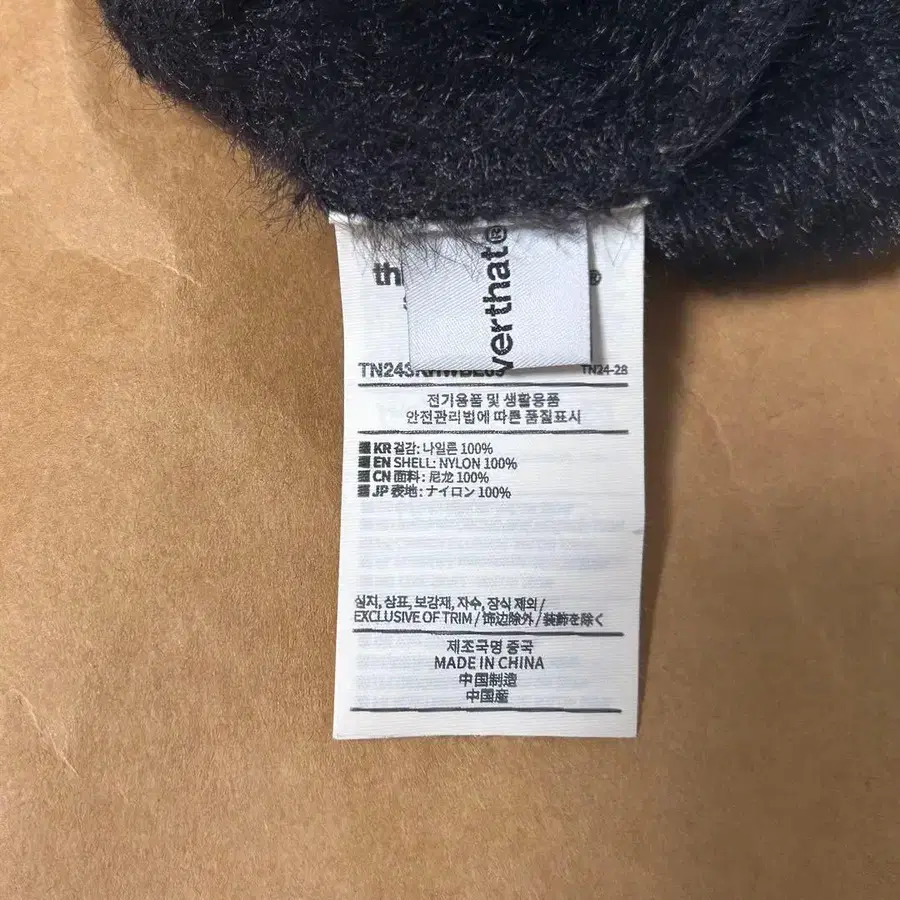 verthat®
th ®
TN24-28
전기용품 및 생활용품
안전관리법에 따른 품질표시
KR 겉감: 나일론 100%
EN SHELL: NYLON 100%
CN 面料: 尼龙 100%
JP 表地: ナイロン 100%
심지, 상표, 보강재, 자수, 장식 제외 /
EXCLUSIVE OF TRIM / 饰边除外 / 装飾を除く
제조국명 중국
MADE IN CHINA
中国制造
中国産